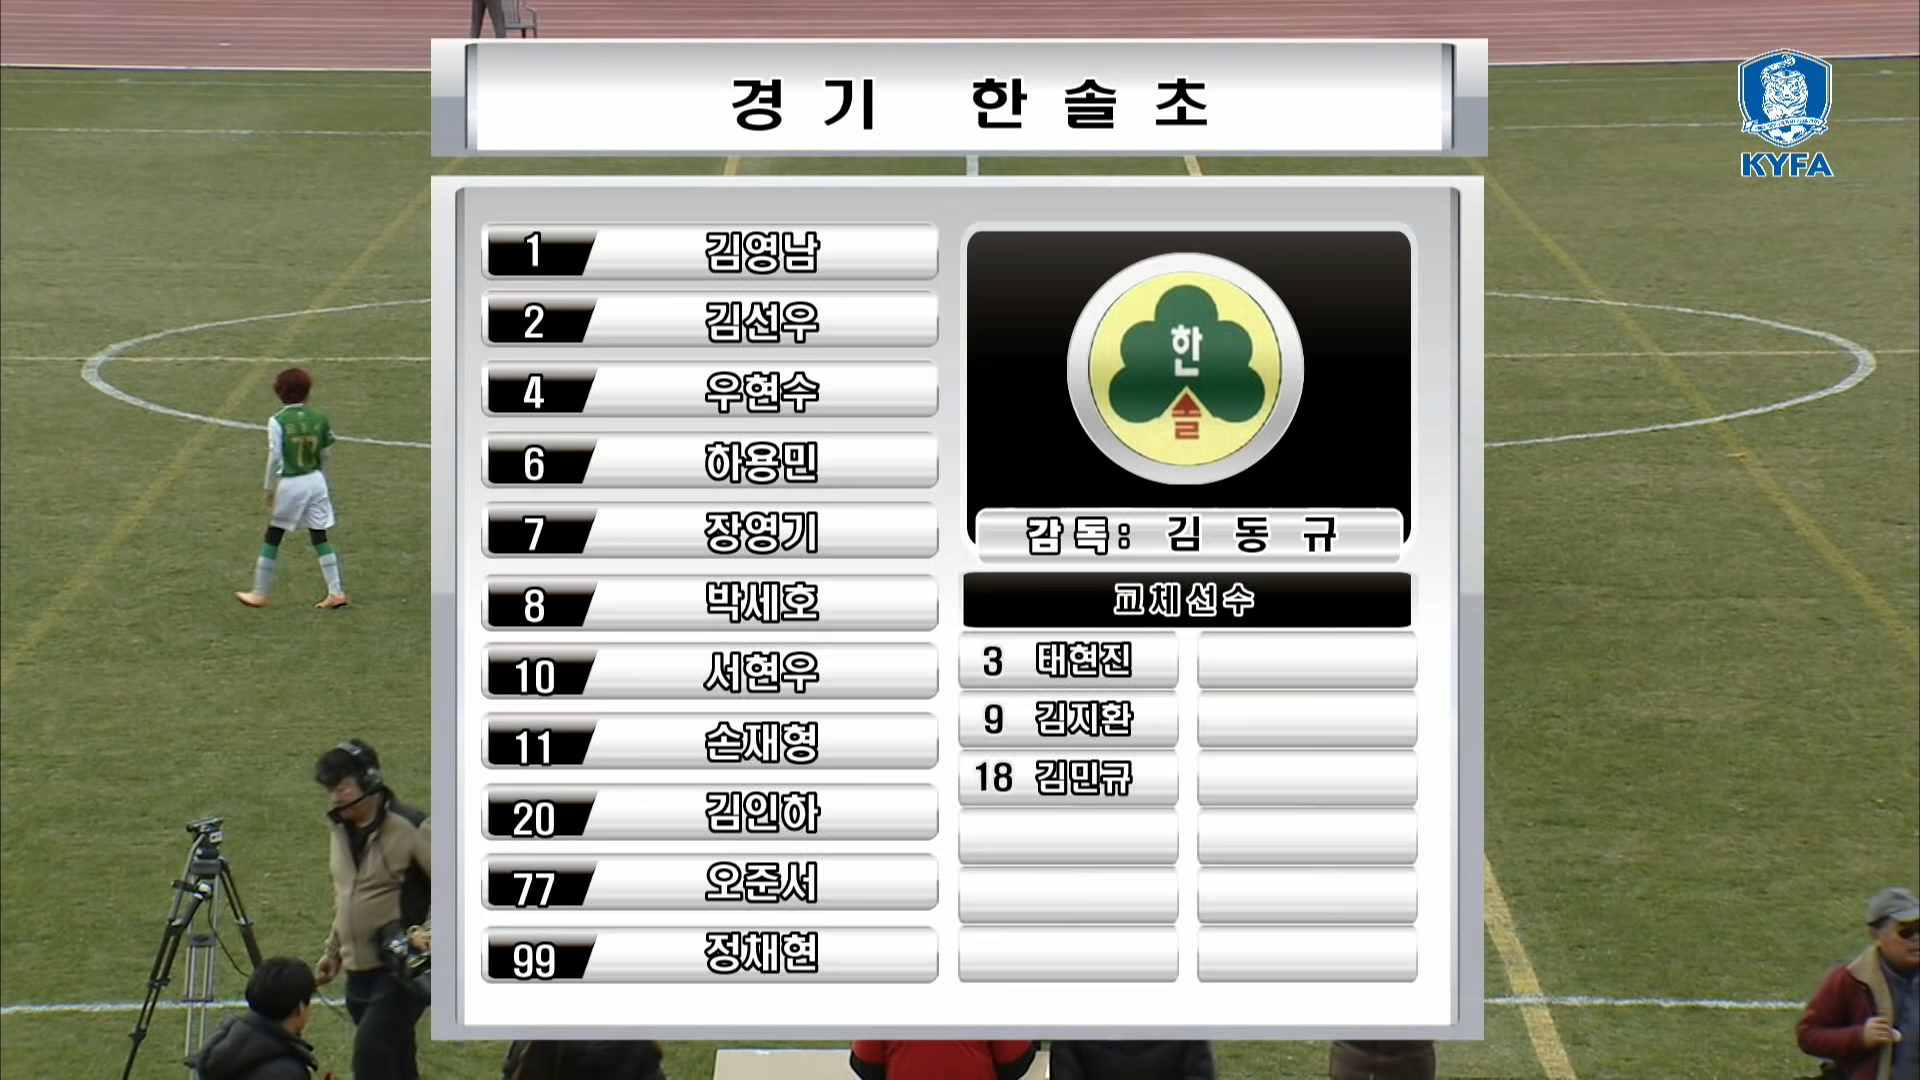 경기 한솔초
KYFA
1 김영남
2 김선우
4 우현수
6 하용민
7 장영기
8 박세호
10 서현우
11 손재형
20 김인하
77 오준서
99 정채현
한
솔
감독: 김동규
교체선수
3 태현진
9 김지환
18 김민규
77